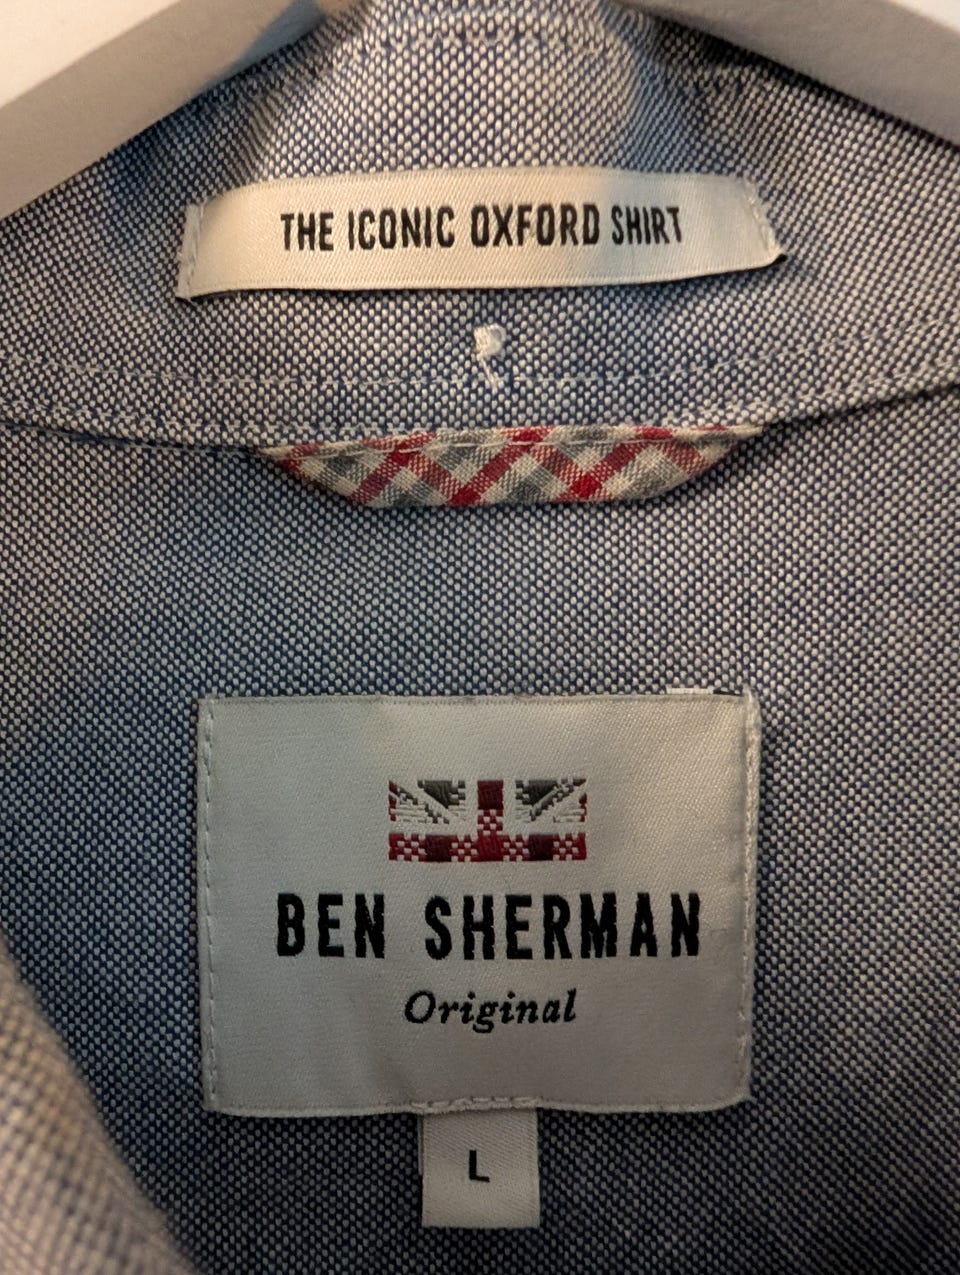 THE ICONIC OXFORD SHIRT
BEN SHERMAN
Original
L